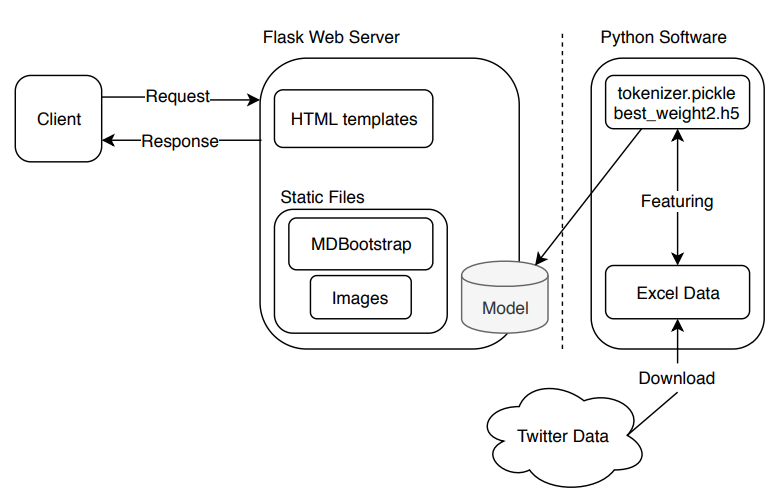 Flask Web Server
Python Software
Client
Request
Response
HTML templates
Static Files
MDBootstrap
Images
Model
tokenizer.pickle
best_weight2.h5
Featuring
Excel Data
Download
Twitter Data